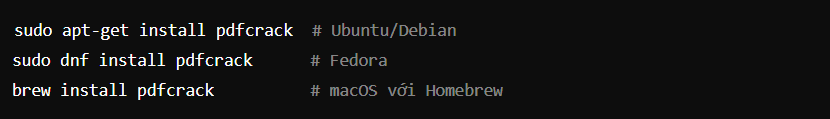 sudo apt-get install pdfcrack  # Ubuntu/Debian
sudo dnf install pdfcrack      # Fedora
brew install pdfcrack          # macOS với Homebrew